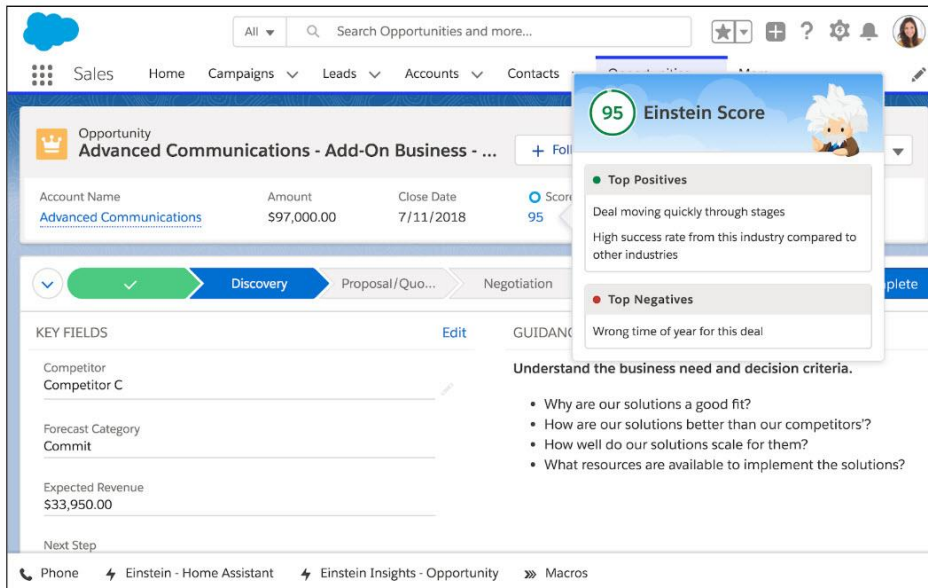 All
Search Opportunities and more...
Sales
Home
Campaigns
Leads
Accounts
Contacts
Opportunity
Advanced Communications - Add-On Business - ...
+ Foll
Account Name
Amount
Close Date
Score
Advanced Communications
$97,000.00
7/11/2018
95
95
Einstein Score
Top Positives
Deal moving quickly through stages
High success rate from this industry compared to
other industries
Top Negatives
Wrong time of year for this deal
Discovery
Proposal/Quo...
Negotiation
plete
KEY FIELDS
Edit
GUIDANC
Competitor
Competitor C
Forecast Category
Commit
Expected Revenue
$33,950.00
Next Step
Understand the business need and decision criteria.
• Why are our solutions a good fit?
• How are our solutions better than our competitors'?
• How well do our solutions scale for them?
• What resources are available to implement the solutions?
Phone
Einstein - Home Assistant
Einstein Insights - Opportunity
Macros